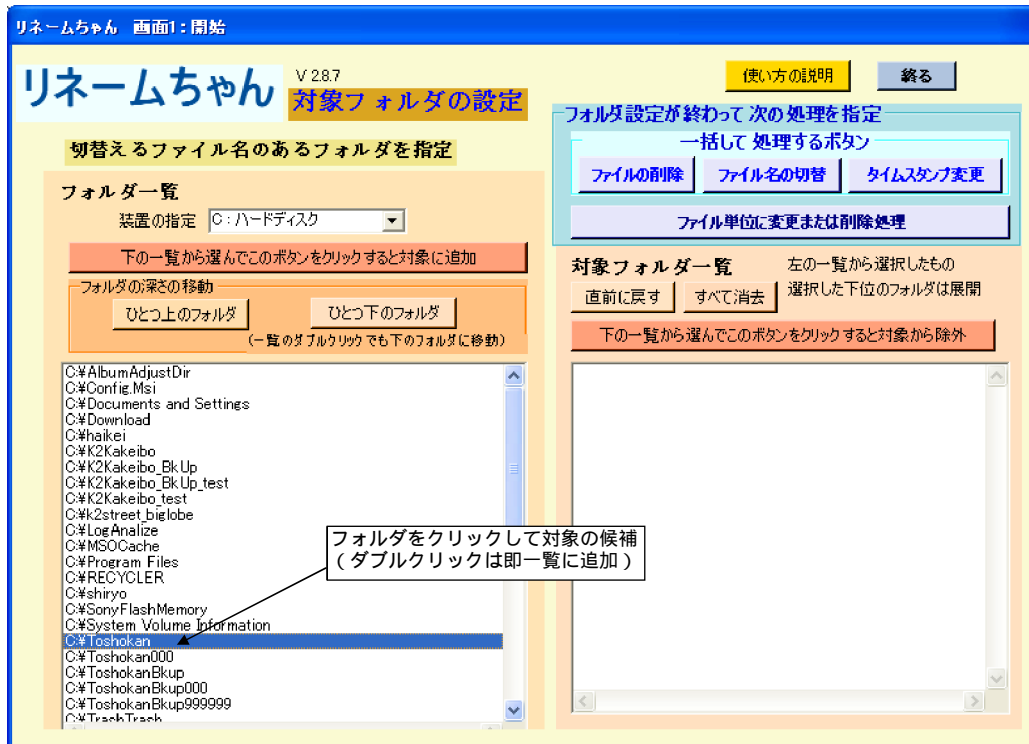 リネームちゃん 画面1:開始
リネームちゃん
V 2.8.7
対象フォルダの設定
使い方の説明
終る
切替えるファイル名のあるフォルダを指定
フォルダ設定が終わって次の処理を指定
一括して処理するボタン
ファイルの削除
ファイル名の切替
タイムスタンプ変更
ファイル単位に変更または削除処理
フォルダ一覧
装置の指定
C:ハードディスク
下の一覧から選んでこのボタンをクリックすると対象に追加
フォルダの深さの移動
ひとつ上のフォルダ
ひとつ下のフォルダ
(一覧のダブルクリックでも下のフォルダに移動)
対象フォルダ一覧
左の一覧から選択したもの
直前に戻す
すべて消去
選択した下位のフォルダは展開
下の一覧から選んでこのボタンをクリックすると対象から除外
C:¥AlbumAdjustDir
C:¥Config.Msi
C:¥Documents and Settings
C:¥Download
C:¥haikei
C:¥K2Kakeibo
C:¥K2Kakeibo_BkUp
C:¥K2Kakeibo_BkUp_test
C:¥K2Kakeibo_test
C:¥k2street_biglobe
C:¥LogAnalize
C:¥MSOCache
C:¥Program Files
C:¥RECYCLER
C:¥shiryo
C:¥SonyFlashMemory
C:¥System Volume Information
C:¥Toshokan
C:¥Toshokan000
C:¥ToshokanBkup
C:¥ToshokanBkup000
C:¥ToshokanBkup999999
C:¥TrashTrash
フォルダをクリックして対象の候補
(ダブルクリックは即一覧に追加)